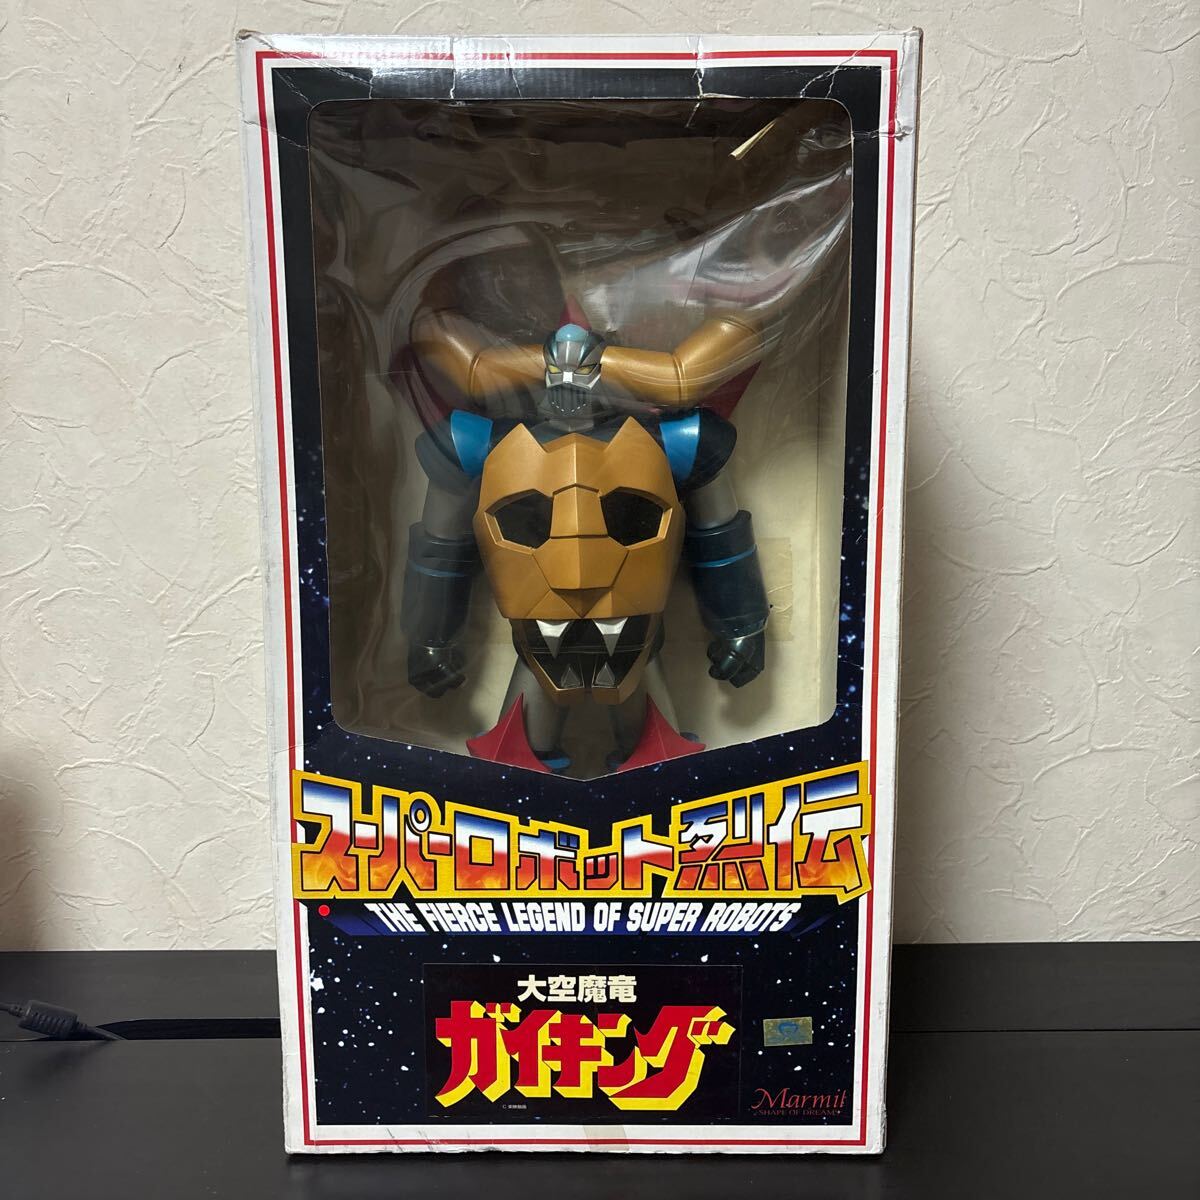 スーパーロボット烈伝
THE FIERCE LEGEND OF SUPER ROBOTS
大空魔竜
ガイキング
Marmit
SHAPE OF DREAMS